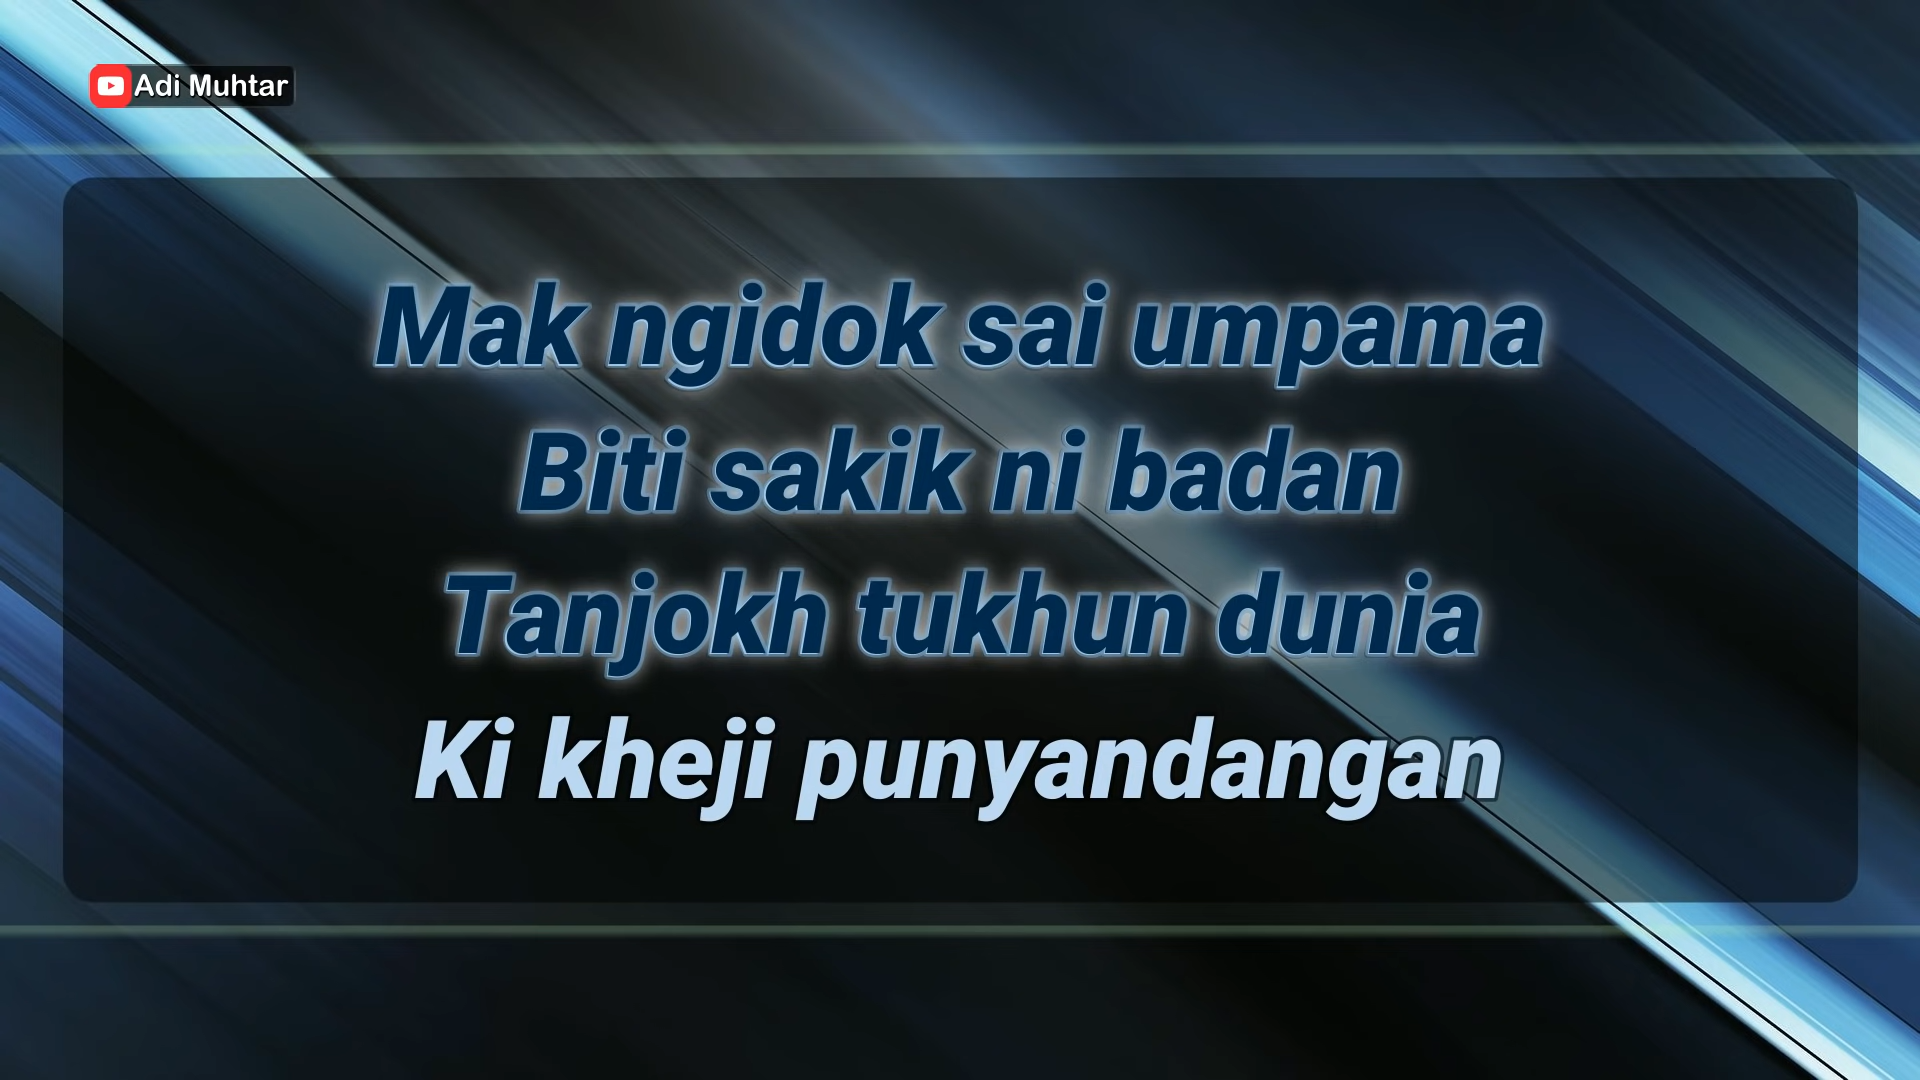 Adi Muhtar
Mak ngidok sai umpama
Biti sakik ni badan
Tanjokh tukhun dunia
Ki kheji punyandangan